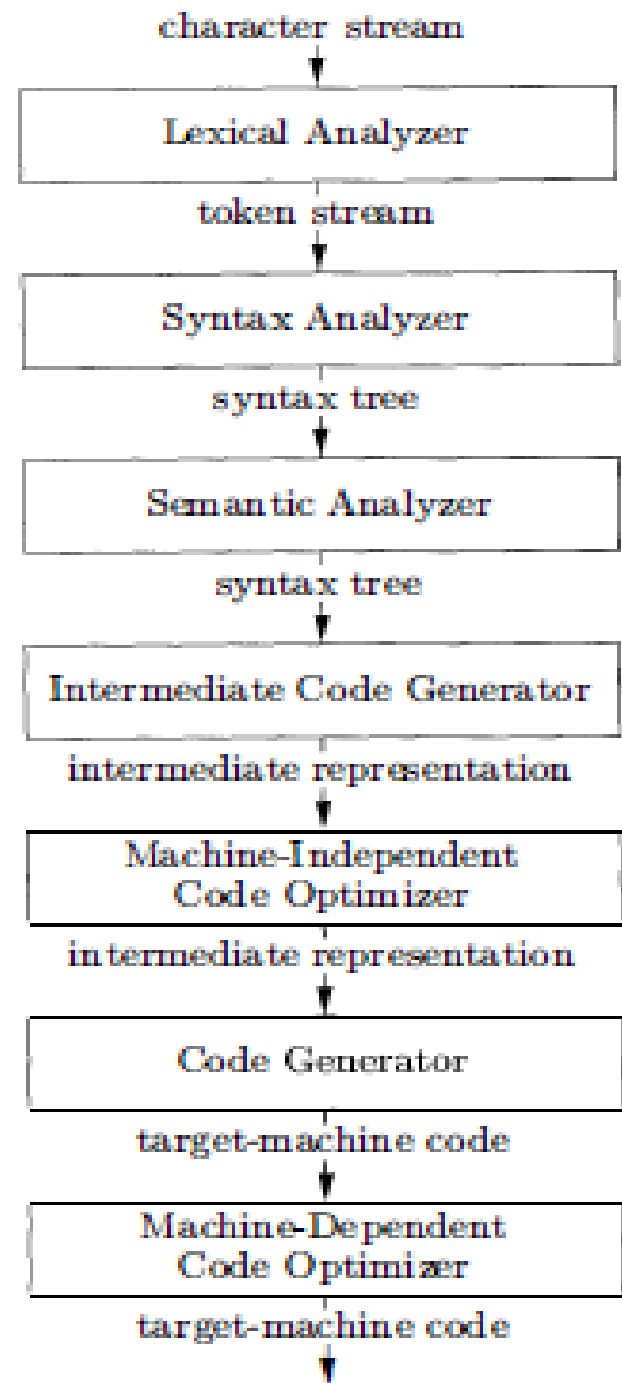 character stream
Lexical Analyzer
token stream
Syntax Analyzer
syntax tree
Semantic Analyzer
syntax tree
Intermediate Code Generator
intermediate representation
Machine-Independent
Code Optimizer
intermediate representation
Code Generator
target-machine code
Machine-Dependent
Code Optimizer
target-machine code